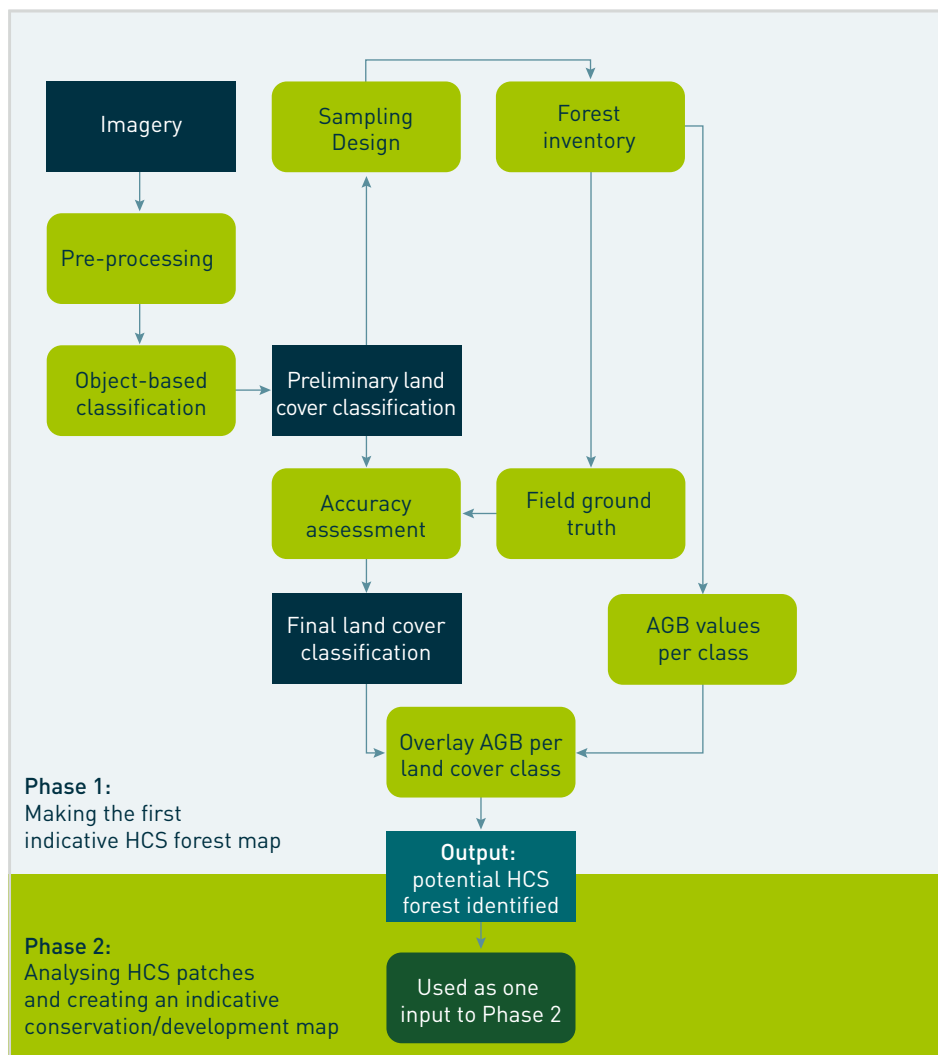 Imagery
Sampling
Design
Forest
inventory
Pre-processing
Object-based
classification
Preliminary land
cover classification
Accuracy
assessment
Field ground
truth
Final land cover
classification
AGB values
per class
Overlay AGB per
land cover class
Phase 1:
Making the first
indicative HCS forest map
Output:
potential HCS
forest identified
Phase 2:
Analysing HCS patches
and creating an indicative
conservation/development map
Used as one
input to Phase 2